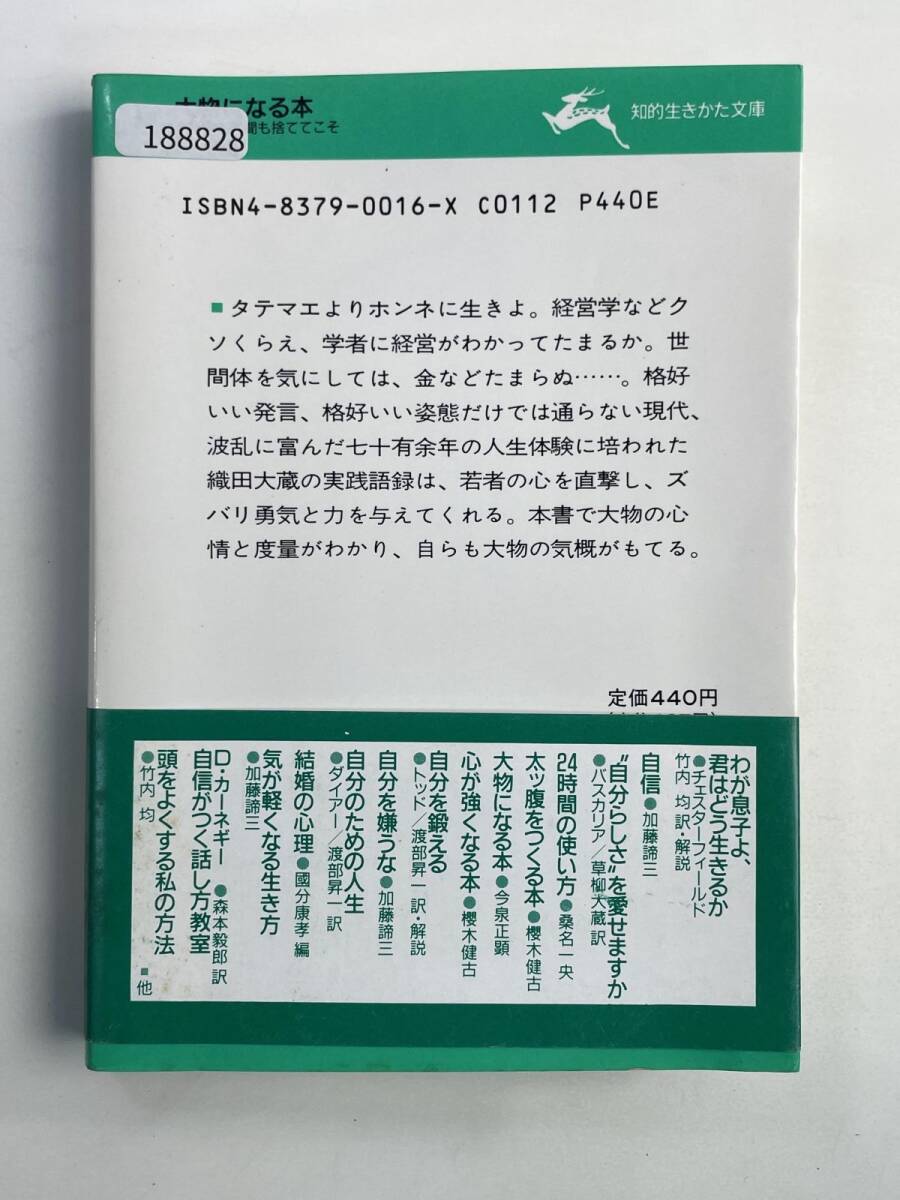 大物になる本
聞も捨ててこそ
188828
知的生きかた文庫
ISBN4-8379-0016-X C0112 P440E
■タテマエよりホンネに生きよ。経営学などク
ソくらえ、学者に経営がわかってたまるか。世
間体を気にしては、金などたまらぬ……。格好
いい発言、格好いい姿態だけでは通らない現代、
波乱に富んだ七十有余年の人生体験に培われた
織田大蔵の実践語録は、若者の心を直撃し、ズ
バリ勇気と力を与えてくれる。本書で大物の心
情と度量がわかり、自らも大物の気概がもてる。
定価440円
わが息子よ、
君はどう生きるか
●チェスターフィールド
竹内 均 訳・解説
自信●加藤諦三
“自分らしさ”を愛せますか
●バスカリア/草柳大蔵 訳
24時間の使い方●桑名一央
太ッ腹をつくる本●櫻木健古
大物になる本●今泉正顕
心が強くなる本●櫻木健古
自分を鍛える
●トッド/渡部昇一 訳・解説
自分を嫌うな●加藤諦三
自分のための人生
●ダイアー/渡部昇一 訳
結婚の心理●國分康孝 編
気が軽くなる生き方
●加藤諦三
D・カーネギー
自信がつく話し方教室
●森本毅郎 訳
頭をよくする私の方法
●竹内 均
■他